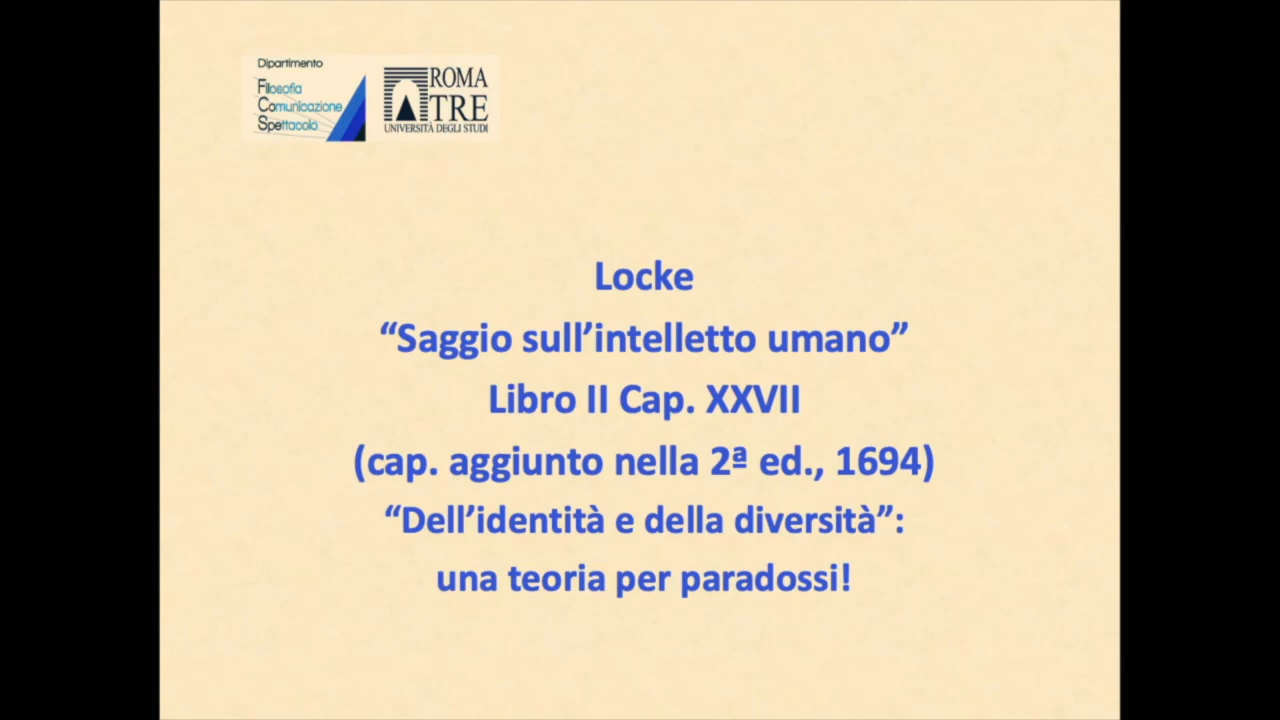 Dipartimento
Filosofia
Comunicazione
Spettacolo
ROMA
TRE
UNIVERSITÀ DEGLI STUDI
Locke
“Saggio sull’intelletto umano”
Libro II Cap. XXVII
(cap. aggiunto nella 2ª ed., 1694)
“Dell’identità e della diversità”:
una teoria per paradossi!